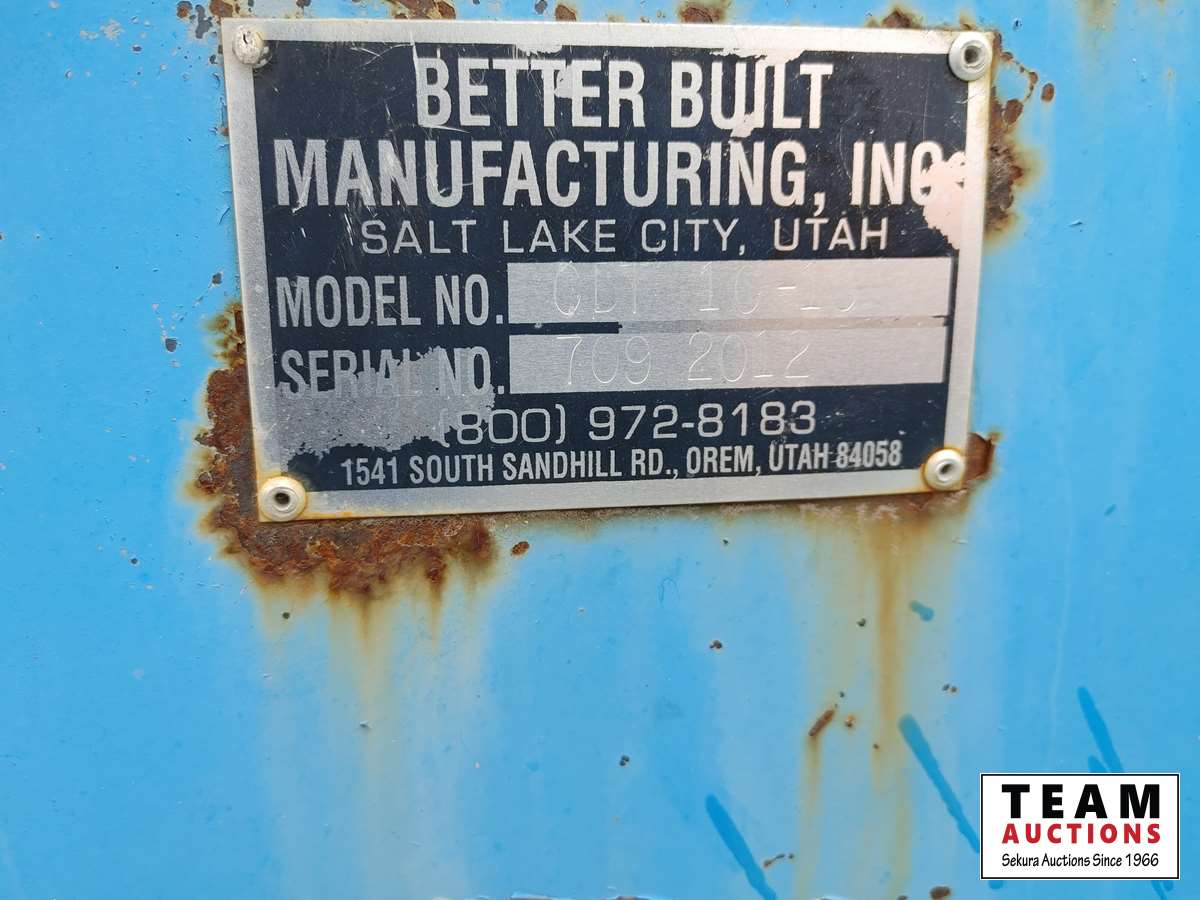 BETTER BUILT
MANUFACTURING, INC
SALT LAKE CITY, UTAH
MODEL NO.
SERIAL NO. 709 2012
(800) 972-8183
1541 SOUTH SANDHILL RD., OREM, UTAH 84058
TEAM
AUCTIONS
Sekura Auctions Since 1966